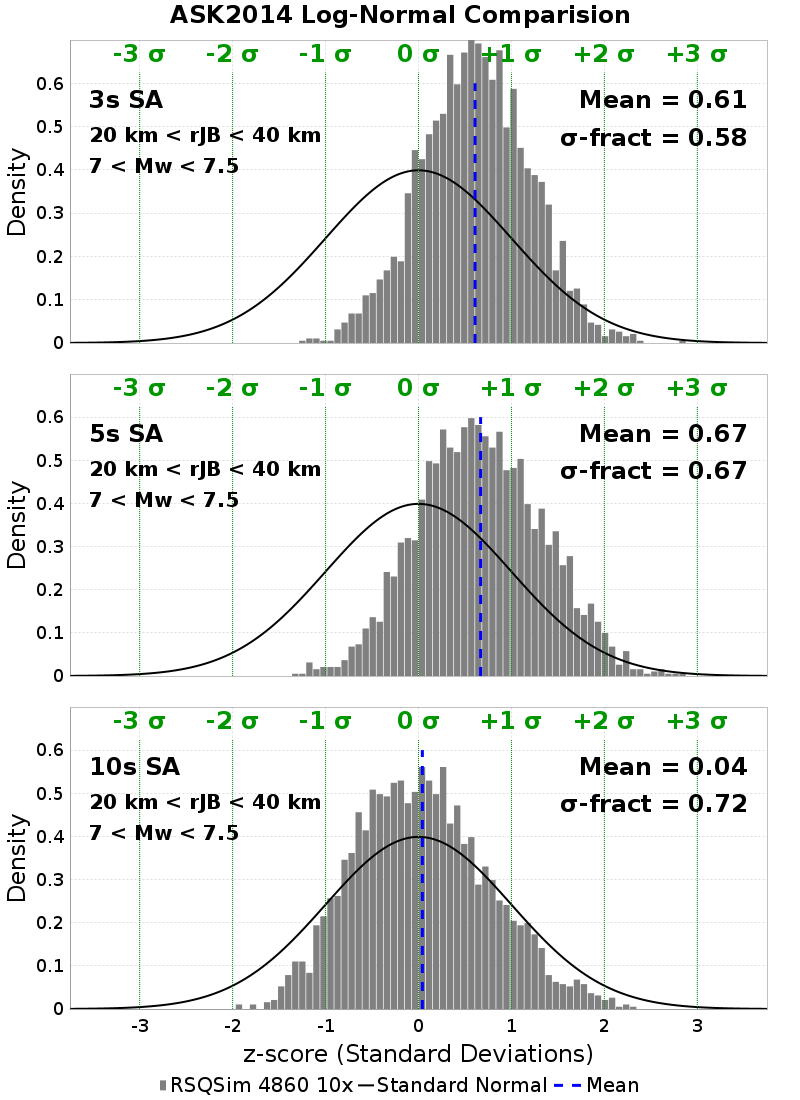 ASK2014 Log-Normal Comparision
-3 σ -2 σ -1 σ 0 σ +1 σ +2 σ +3 σ
3s SA
Mean = 0.61
20 km < rJB < 40 km
σ-fract = 0.58
7 < Mw < 7.5
0.6
0.5
0.4
0.3
0.2
0.1
0
Density
-3 σ -2 σ -1 σ 0 σ +1 σ +2 σ +3 σ
5s SA
Mean = 0.67
20 km < rJB < 40 km
σ-fract = 0.67
7 < Mw < 7.5
0.6
0.5
0.4
0.3
0.2
0.1
0
Density
-3 σ -2 σ -1 σ 0 σ +1 σ +2 σ +3 σ
10s SA
Mean = 0.04
20 km < rJB < 40 km
σ-fract = 0.72
7 < Mw < 7.5
0.6
0.5
0.4
0.3
0.2
0.1
0
Density
-3 -2 -1 0 1 2 3
z-score (Standard Deviations)
RSQSim 4860 10x Standard Normal Mean